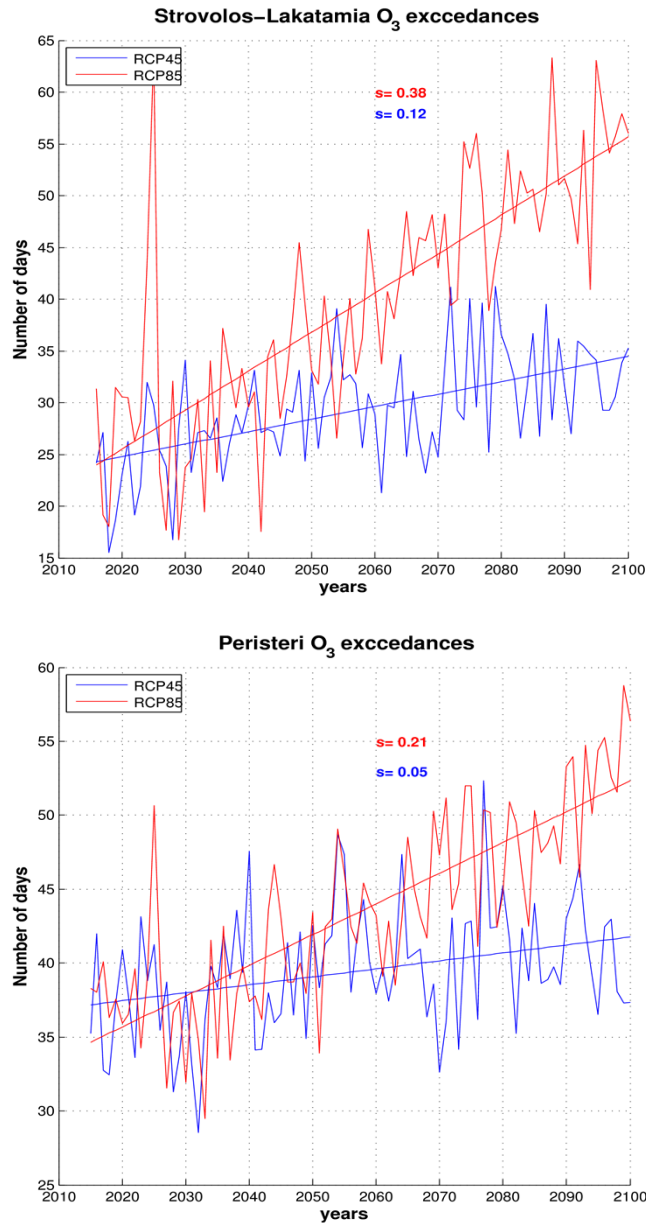 Strovolos–Lakatamia O3 exccedances
65
60
55
50
45
40
35
30
25
20
15
Number of days
RCP45
RCP85
s= 0.38
s= 0.12
2010 2020 2030 2040 2050 2060 2070 2080 2090 2100
years
Peristeri O3 exccedances
60
55
50
45
40
35
30
25
Number of days
RCP45
RCP85
s= 0.21
s= 0.05
2010 2020 2030 2040 2050 2060 2070 2080 2090 2100
years